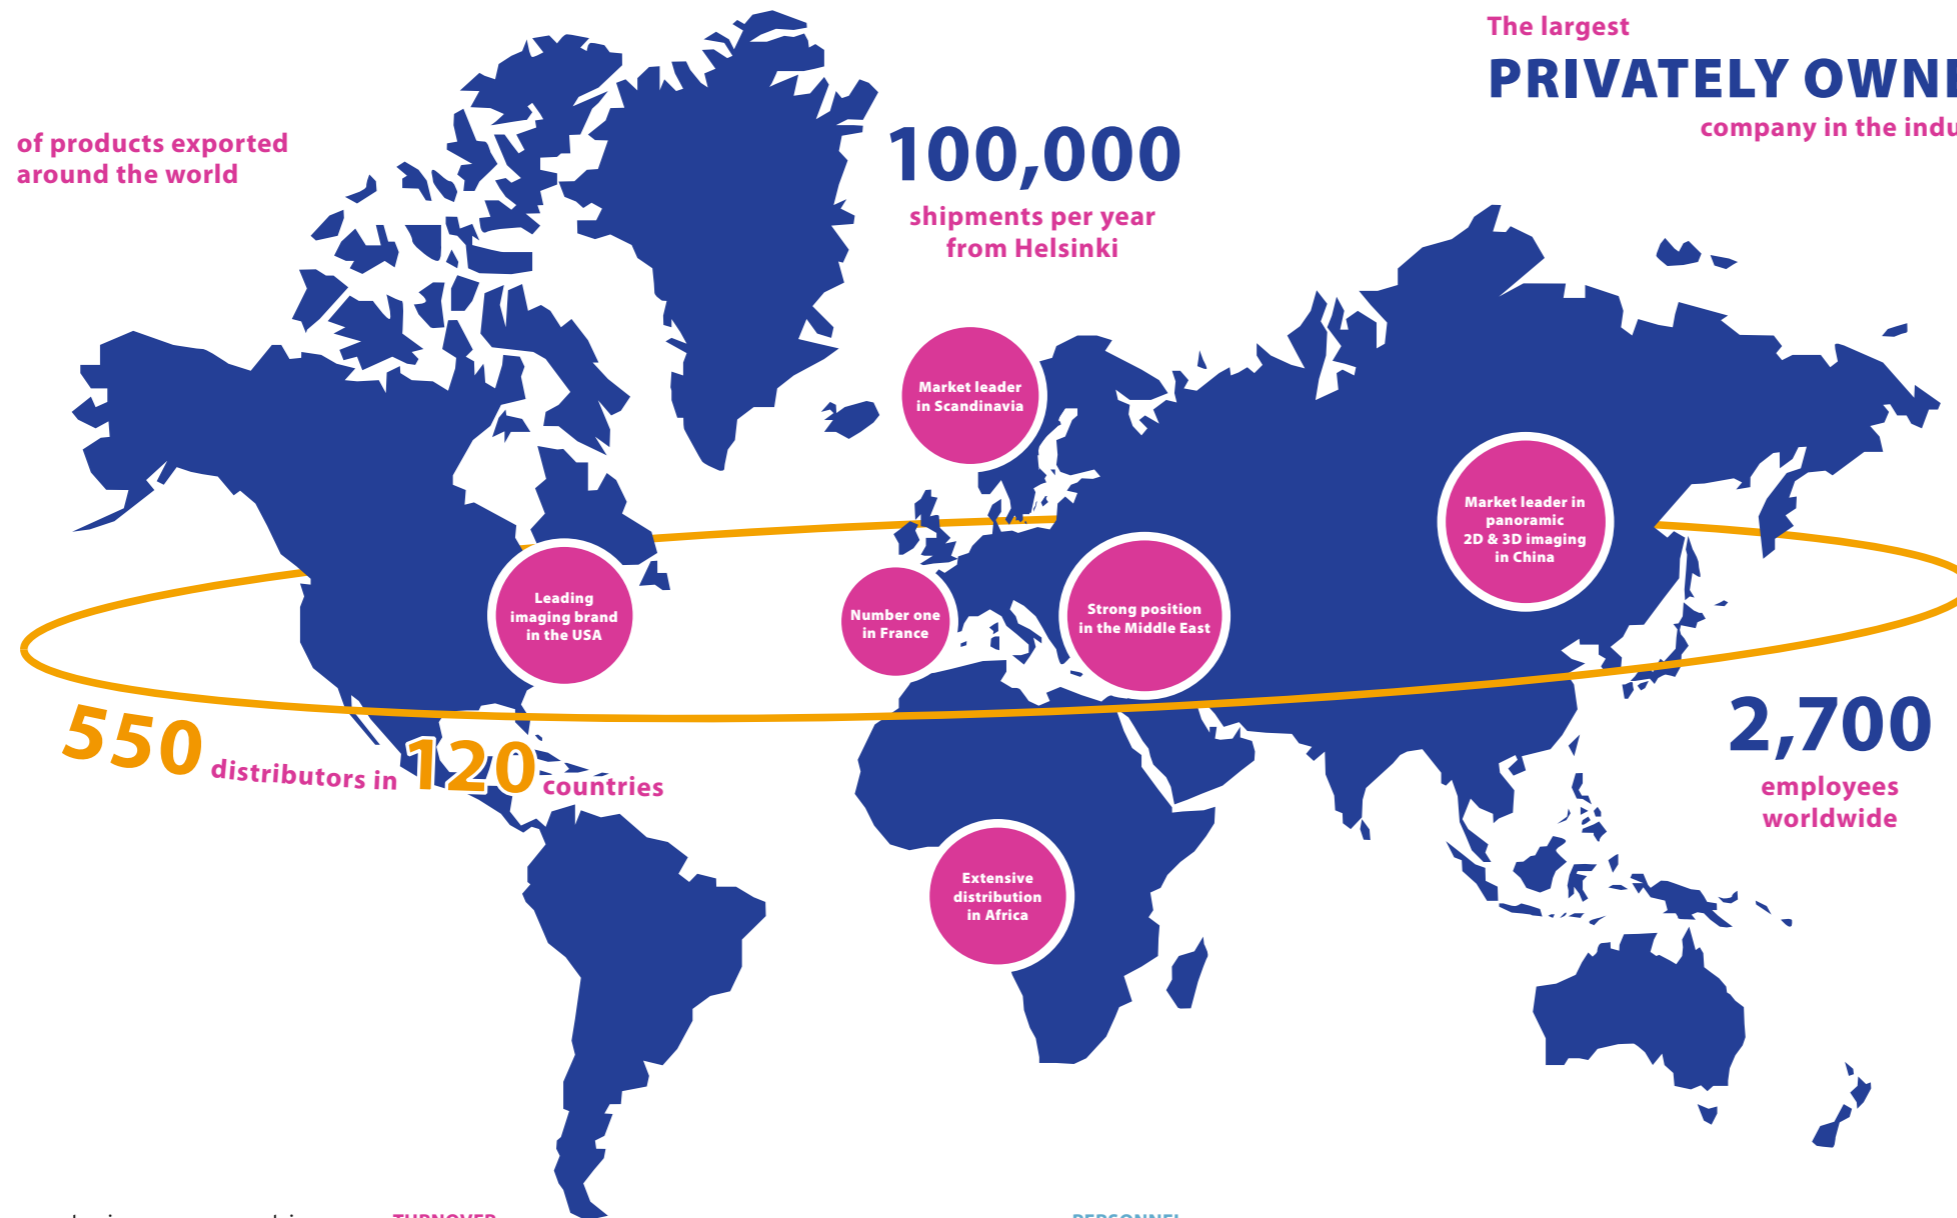 The largest
PRIVATELY OWNE
company in the indu
of products exported
around the world
100,000
shipments per year
from Helsinki
Market leader
in Scandinavia
Market leader in
panoramic
2D & 3D imaging
in China
Leading
imaging brand
in the USA
Number one
in France
Strong position
in the Middle East
550 distributors in 120 countries
2,700
employees
worldwide
Extensive
distribution
in Africa
TURNOVER
PERSONNEL